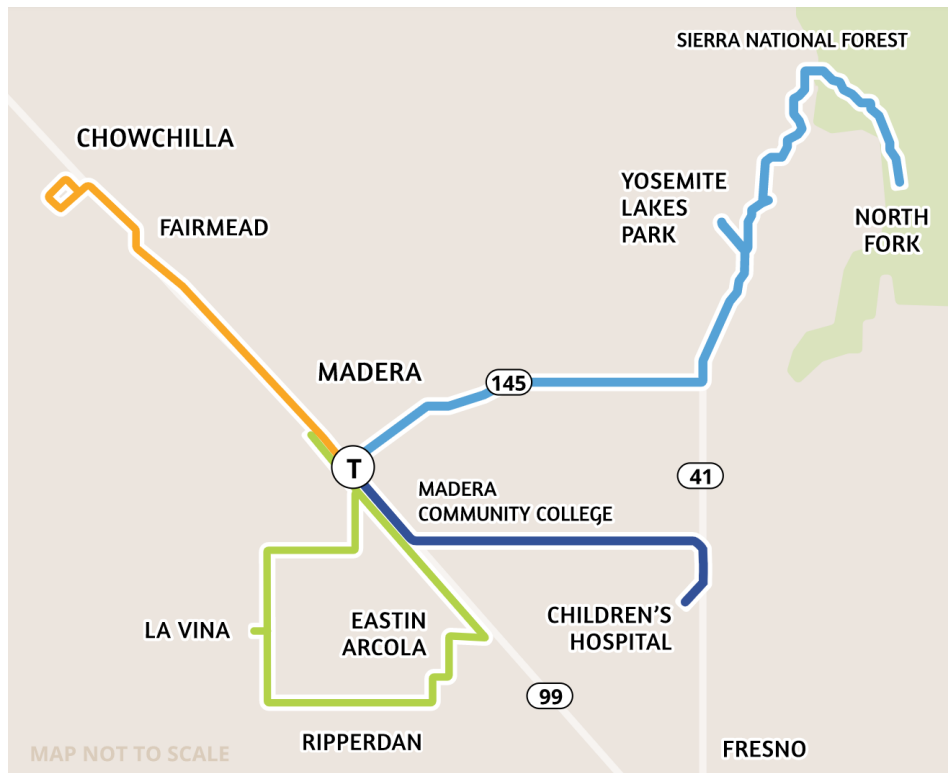 SIERRA NATIONAL FOREST
CHOWCHILLA
YOSEMITE
LAKES
PARK
FAIRMEAD
NORTH
FORK
MADERA
145
T
41
MADERA
COMMUNITY COLLEGE
LA VINA
EASTIN
ARCOLA
CHILDREN'S
HOSPITAL
99
RIPPERDAN
MAP NOT TO SCALE
FRESNO